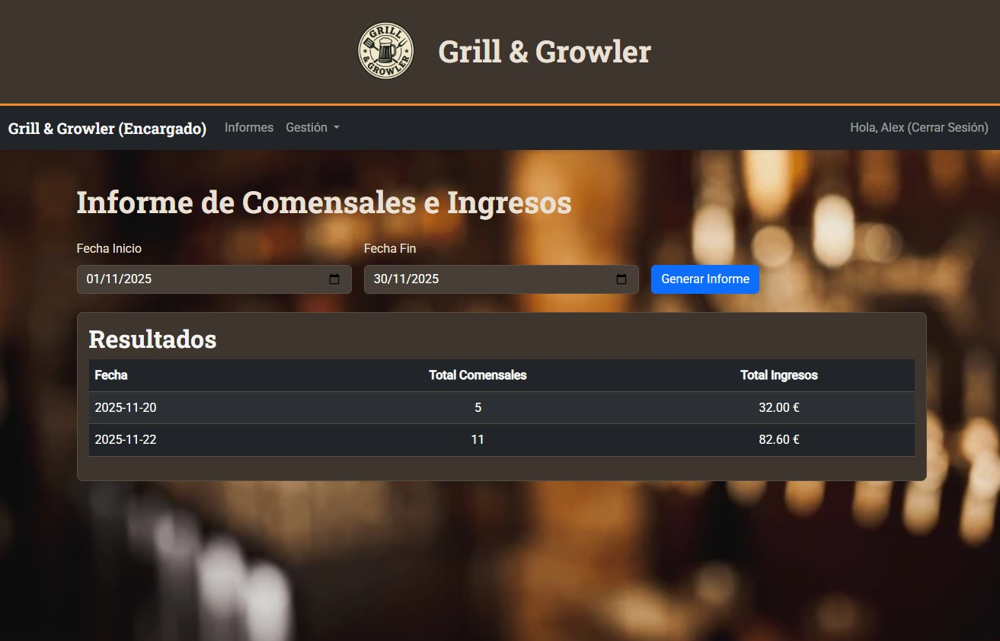 GRILL
& GROWLER
Grill & Growler
Grill & Growler (Encargado) Informes Gestión Hola, Alex (Cerrar Sesión)
Informe de Comensales e Ingresos
Fecha Inicio Fecha Fin
01/11/2025 30/11/2025 Generar Informe
Resultados
Fecha Total Comensales Total Ingresos
2025-11-20 5 32.00 €
2025-11-22 11 82.60 €